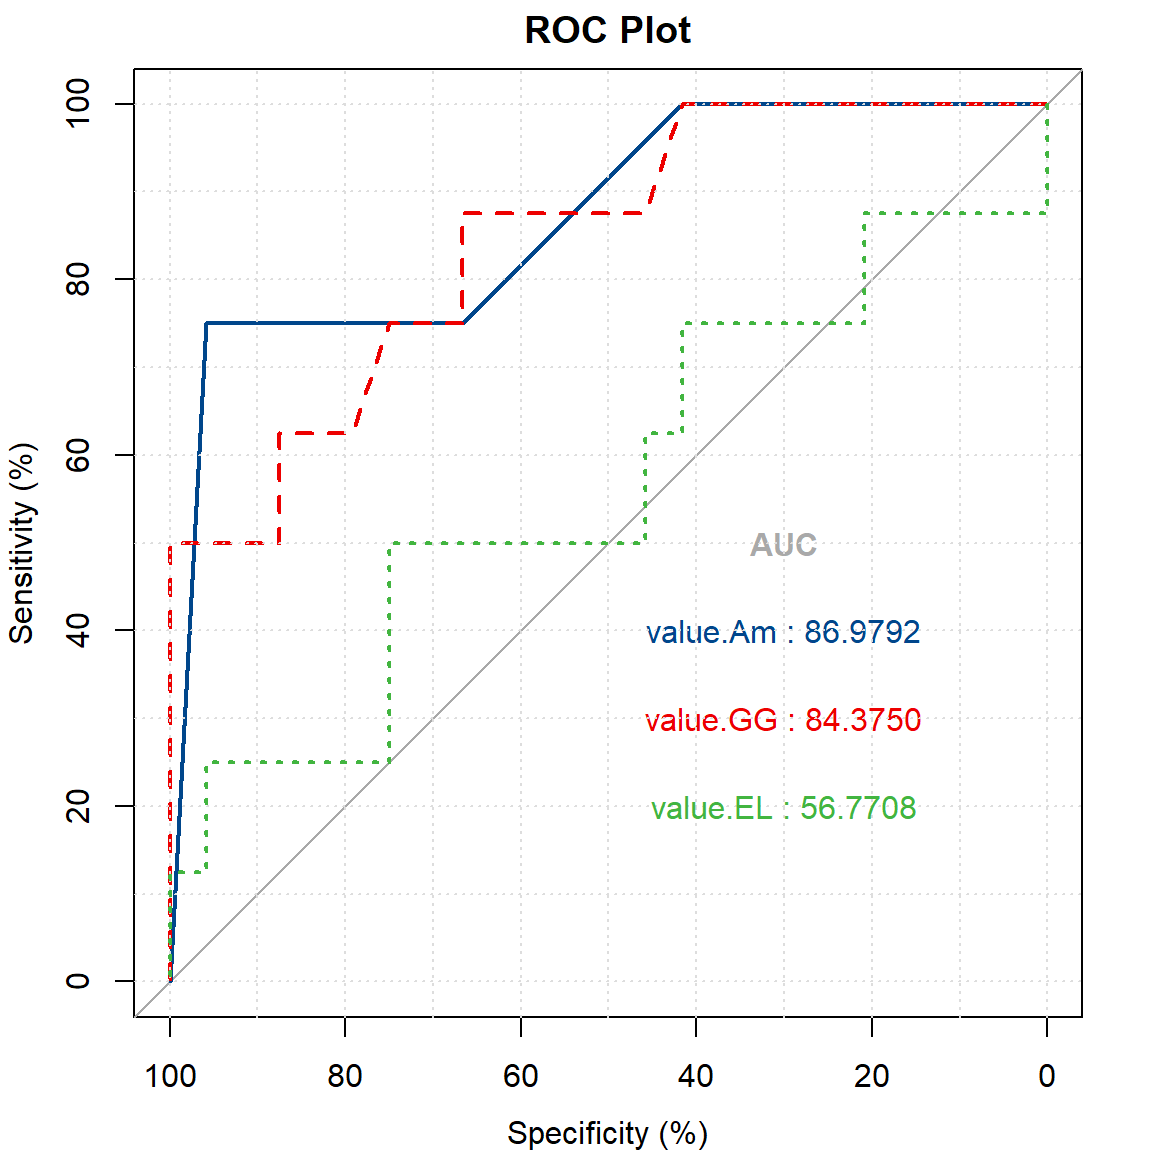 ROC Plot
100
80
60
40
20
0
Sensitivity (%)
AUC
value.Am : 86.9792
value.GG : 84.3750
value.EL : 56.7708
100 80 60 40 20 0
Specificity (%)